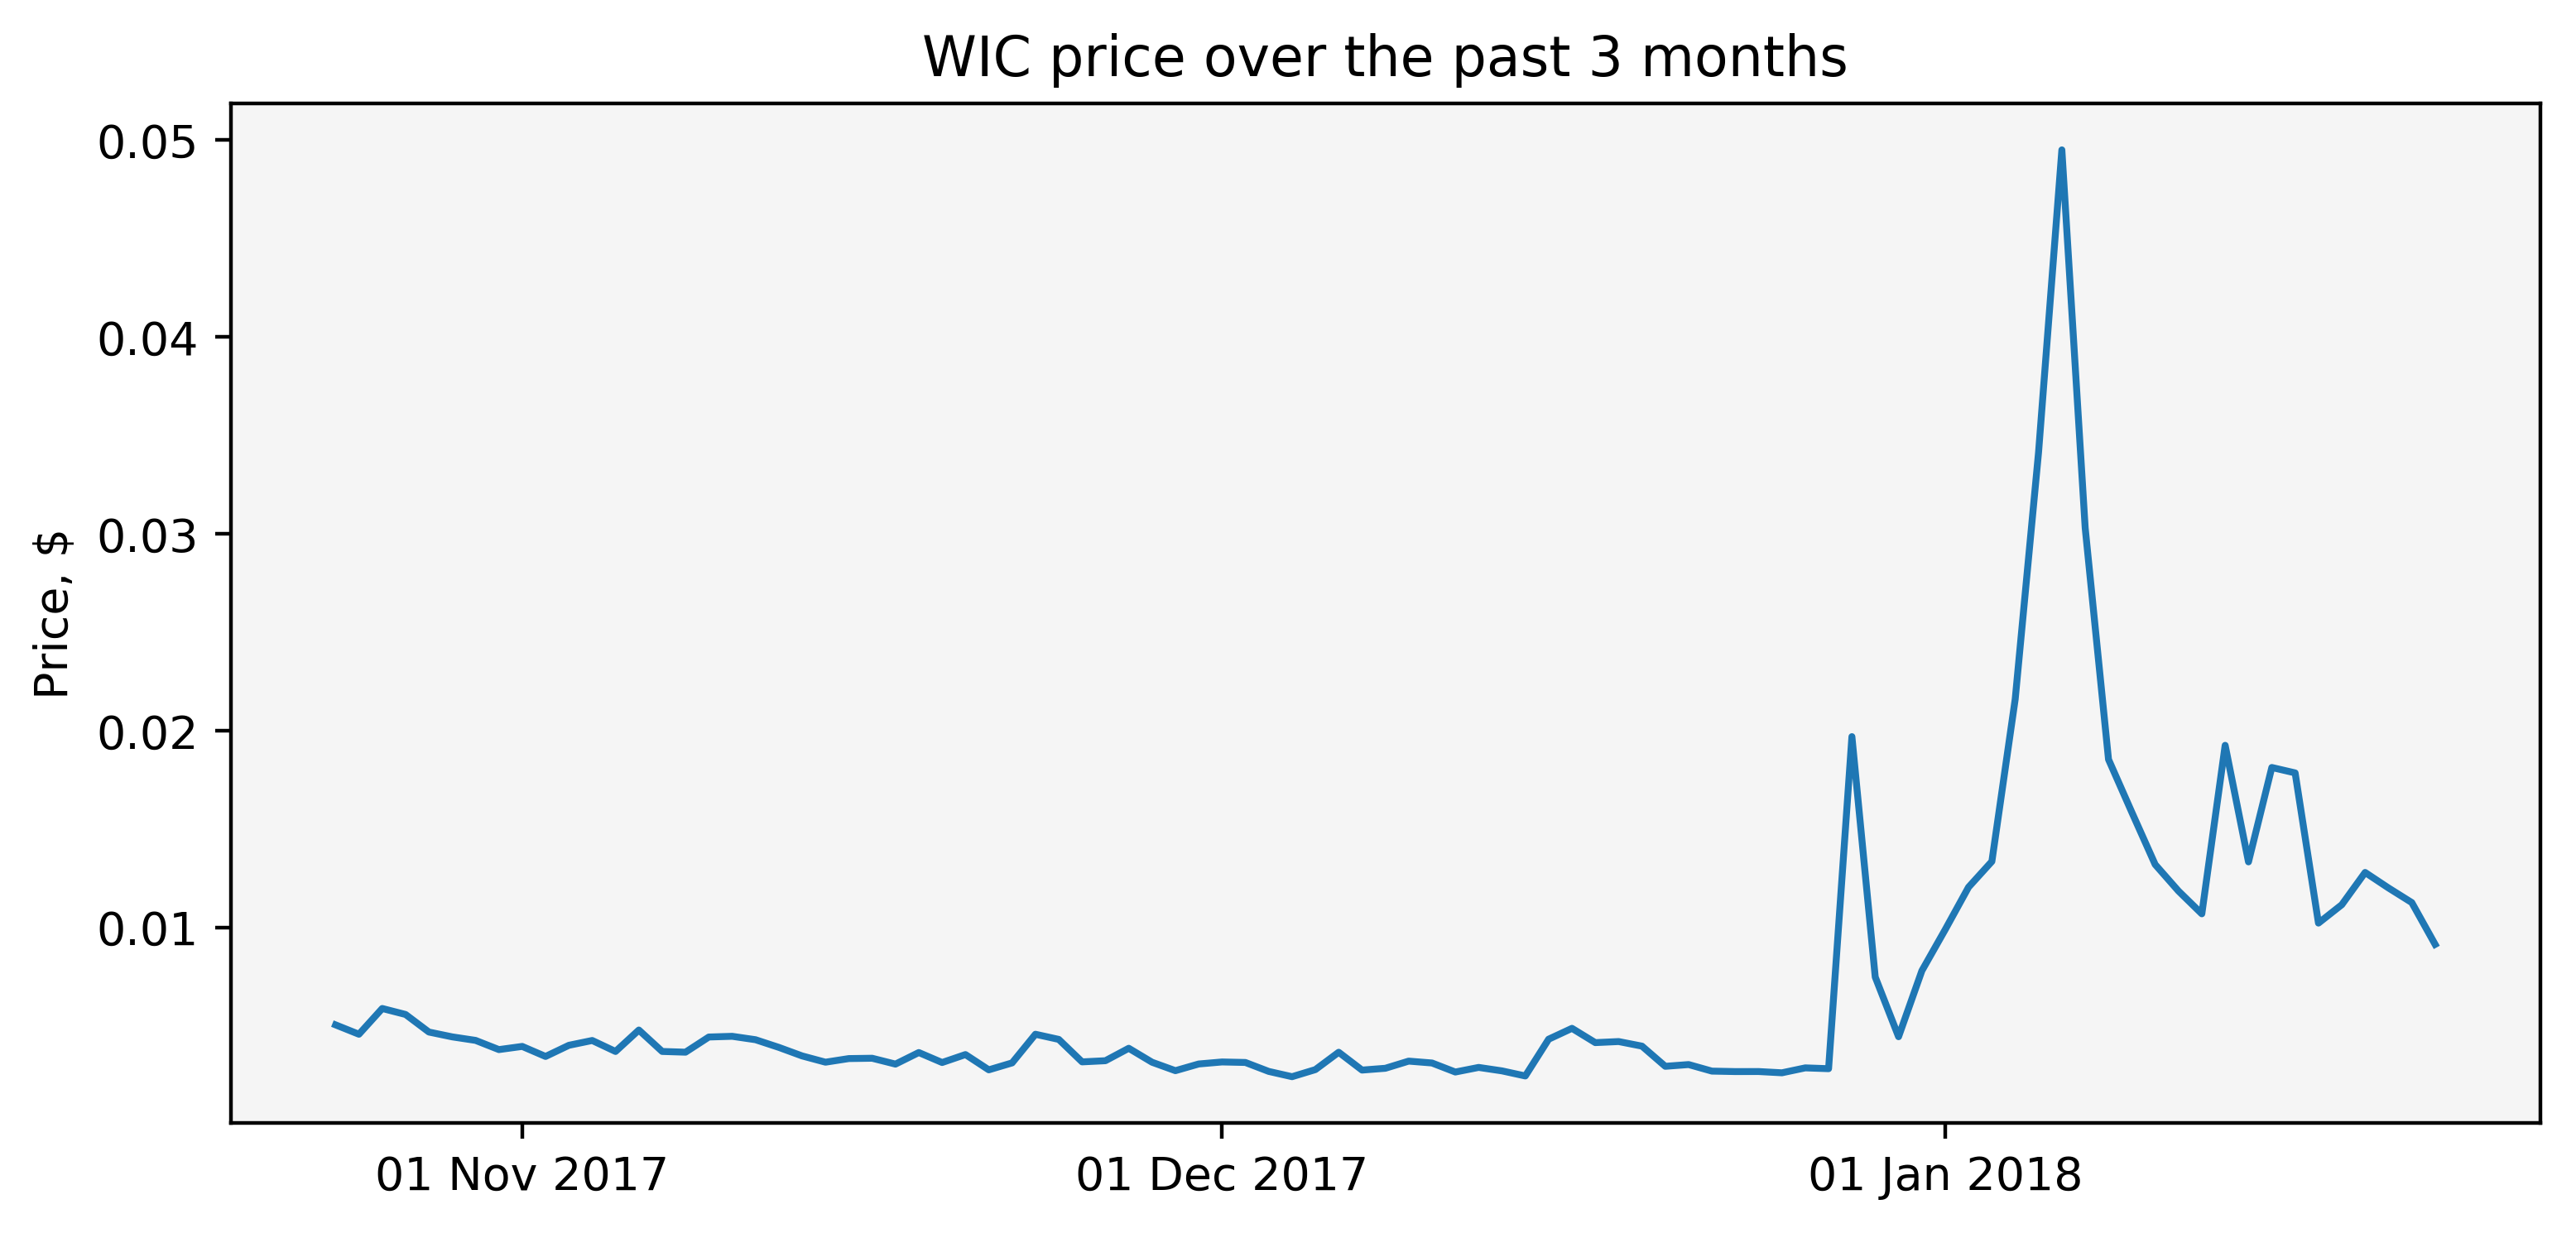 WIC price over the past 3 months
Price, $
0.05
0.04
0.03
0.02
0.01
01 Nov 2017
01 Dec 2017
01 Jan 2018